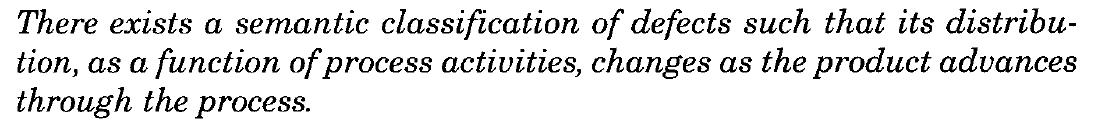 There exists a semantic classification of defects such that its distribu-
tion, as a function of process activities, changes as the product advances
through the process.